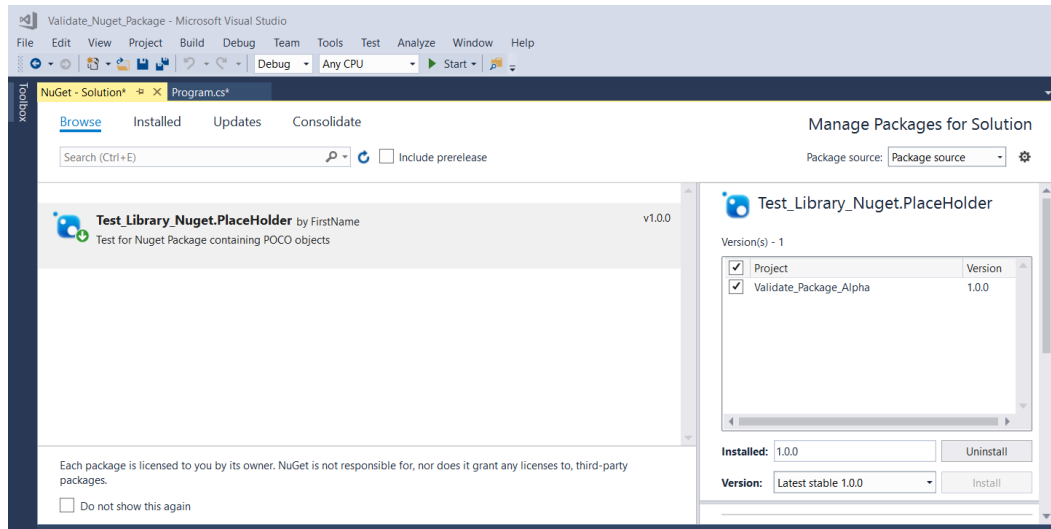 Validate_Nuget_Package - Microsoft Visual Studio
File Edit View Project Build Debug Team Tools Test Analyze Window Help
Debug Any CPU Start
Toolbox
NuGet - Solution* Program.cs*
Browse Installed Updates Consolidate
Manage Packages for Solution
Search (Ctrl+E) Include prerelease
Package source: Package source
Test_Library_Nuget.PlaceHolder by FirstName v1.0.0
Test for Nuget Package containing POCO objects
Test_Library_Nuget.PlaceHolder
Version(s) - 1
Project Version
Validate_Package_Alpha 1.0.0
Installed: 1.0.0 Uninstall
Version: Latest stable 1.0.0 Install
Each package is licensed to you by its owner. NuGet is not responsible for, nor does it grant any licenses to, third-party
packages.
Do not show this again